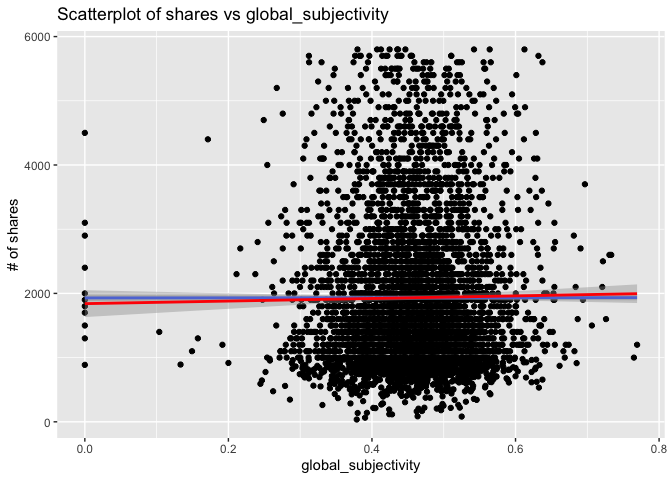 Scatterplot of shares vs global_subjectivity
6000
4000
2000
0
# of shares
0.0 0.2 0.4 0.6 0.8
global_subjectivity